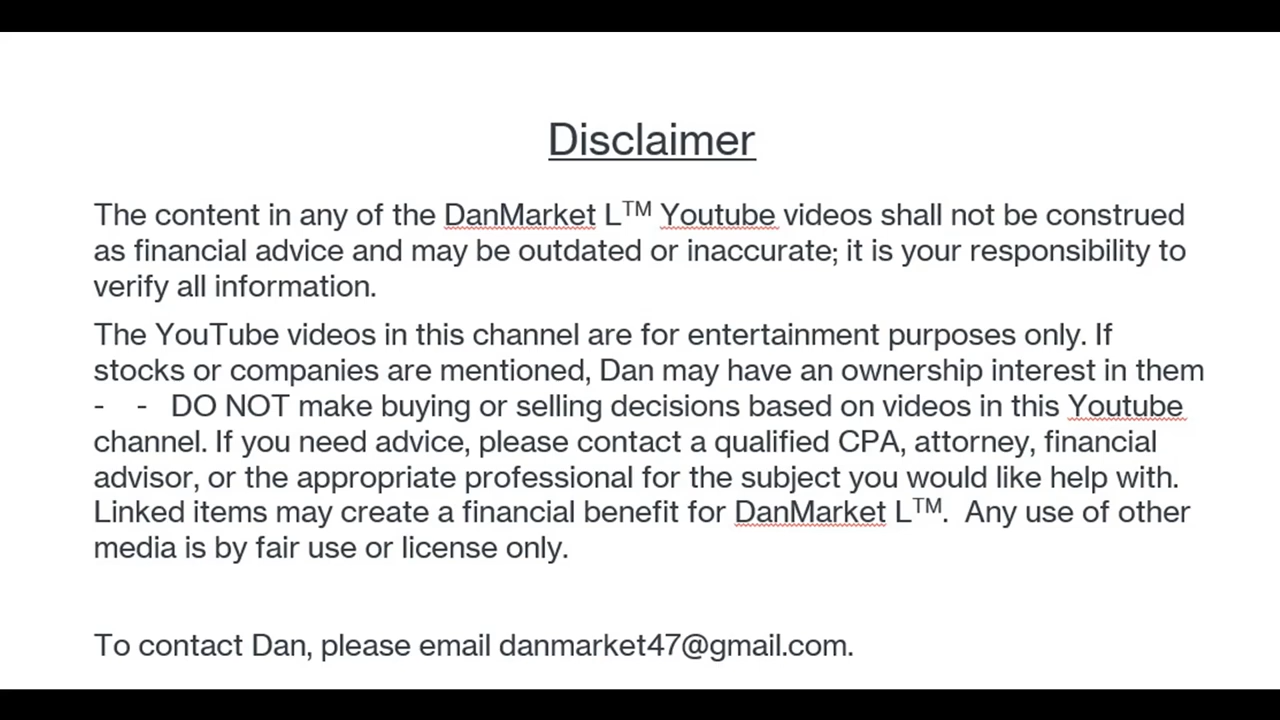 Disclaimer
The content in any of the DanMarket L™ Youtube videos shall not be construed
as financial advice and may be outdated or inaccurate; it is your responsibility to
verify all information.
The YouTube videos in this channel are for entertainment purposes only. If
stocks or companies are mentioned, Dan may have an ownership interest in them
- - DO NOT make buying or selling decisions based on videos in this Youtube
channel. If you need advice, please contact a qualified CPA, attorney, financial
advisor, or the appropriate professional for the subject you would like help with.
Linked items may create a financial benefit for DanMarket L™. Any use of other
media is by fair use or license only.
To contact Dan, please email danmarket47@gmail.com.